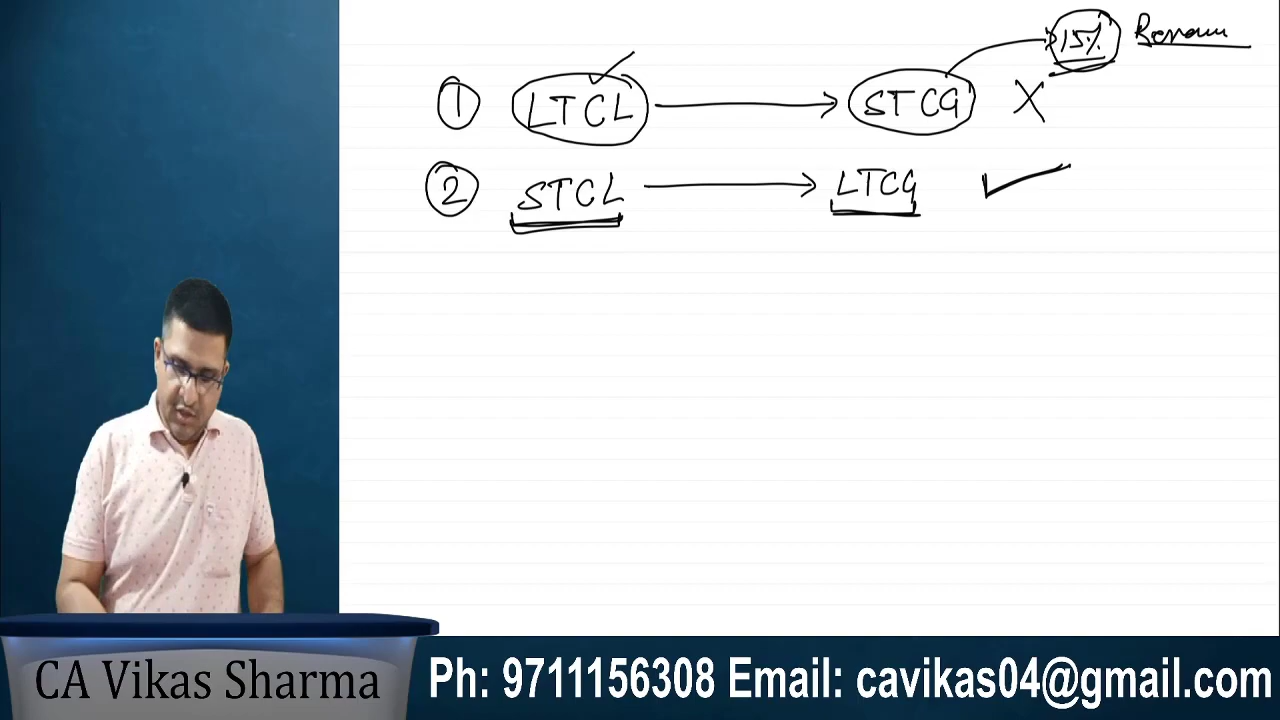 15%
① LTCL → STCG X
② STCL → LTCG ✓
CA Vikas Sharma
Ph: 9711156308 Email: cavikas04@gmail.com